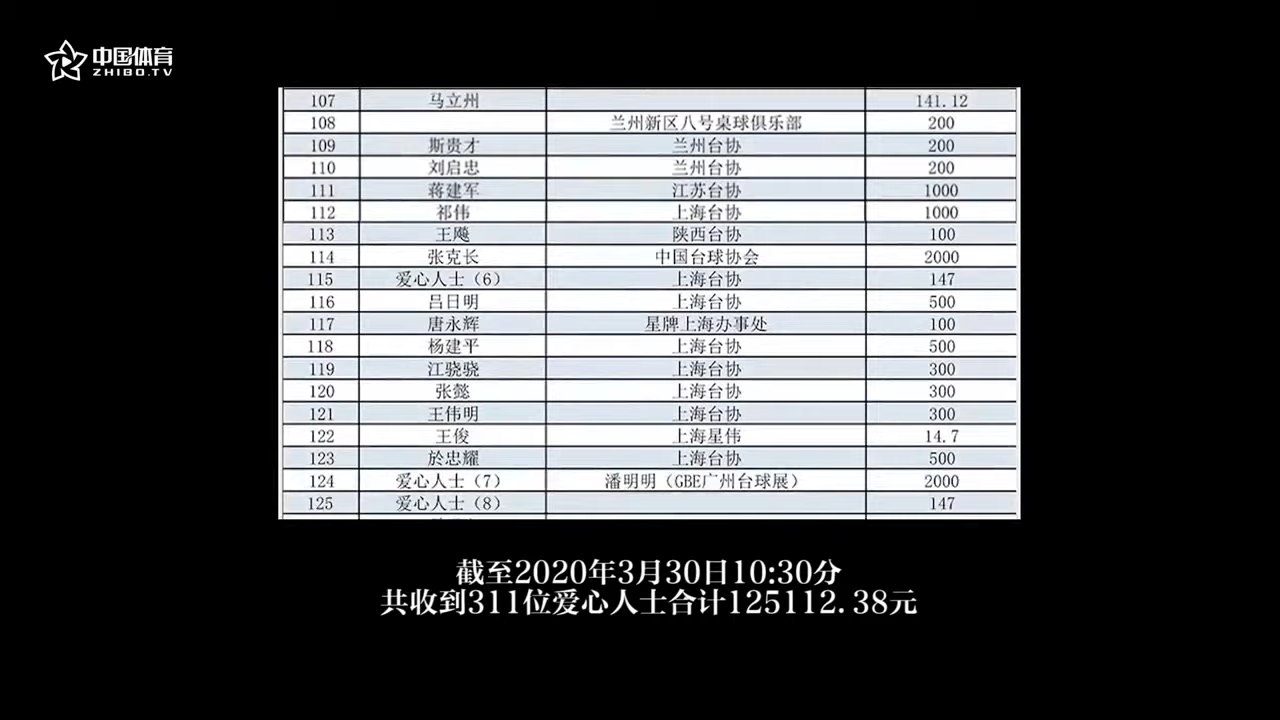 中国体育
ZHIBO.TV
107 马立州 141.12
108 兰州新区八号桌球俱乐部 200
109 斯贵才 兰州台协 200
110 刘启忠 兰州台协 200
111 蒋建军 江苏台协 1000
112 祁伟 上海台协 1000
113 王飚 陕西台协 100
114 张克长 中国台球协会 2000
115 爱心人士（6） 上海台协 147
116 吕日明 上海台协 500
117 唐永辉 星牌上海办事处 100
118 杨建平 上海台协 500
119 江骁骁 上海台协 300
120 张懿 上海台协 300
121 王伟明 上海台协 300
122 王俊 上海星伟 14.7
123 於忠耀 上海台协 500
124 爱心人士（7） 潘明明（GBE广州台球展） 2000
125 爱心人士（8） 147
截至2020年3月30日10:30分
共收到311位爱心人士合计125112.38元